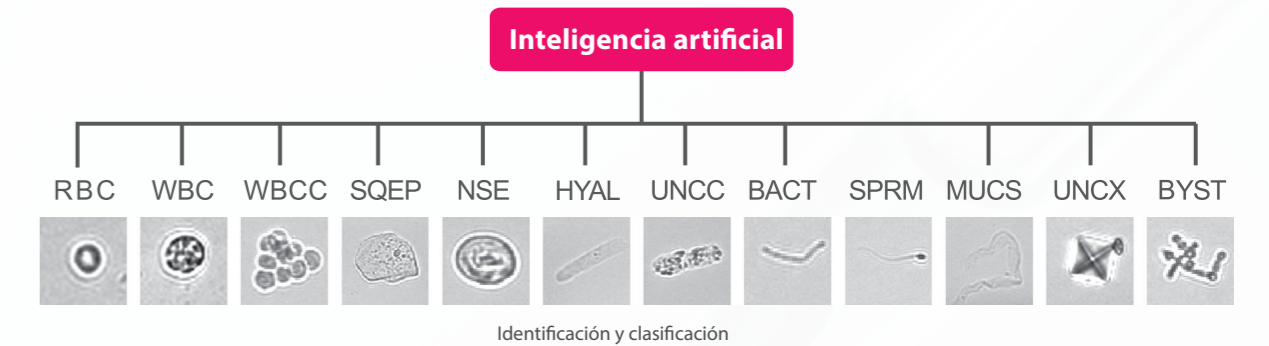 Inteligencia artificial
RBC WBC WBCC SQEP NSE HYAL UNCC BACT SPRM MUCS UNCX BYST
Identificación y clasificación